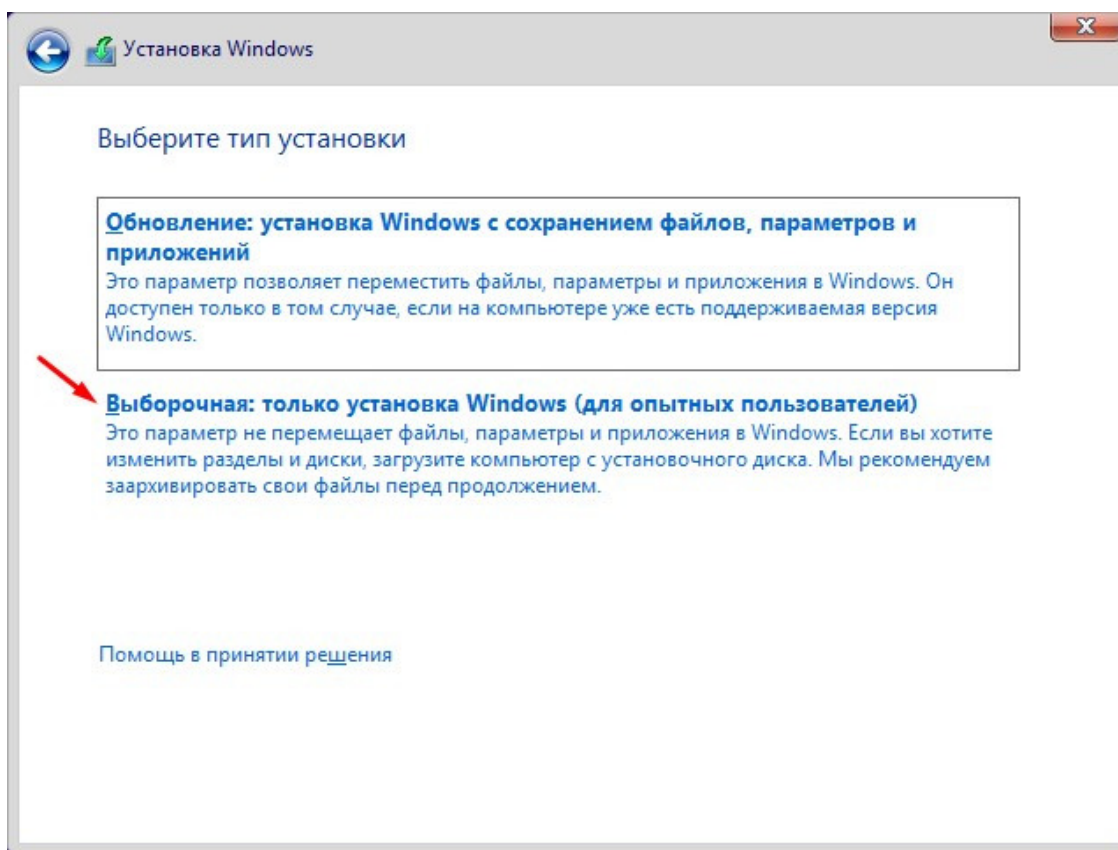 Установка Windows
Выберите тип установки
Обновление: установка Windows с сохранением файлов, параметров и
приложений
Это параметр позволяет переместить файлы, параметры и приложения в Windows. Он
доступен только в том случае, если на компьютере уже есть поддерживаемая версия
Windows.
Выборочная: только установка Windows (для опытных пользователей)
Это параметр не перемещает файлы, параметры и приложения в Windows. Если вы хотите
изменить разделы и диски, загрузите компьютер с установочного диска. Мы рекомендуем
заархивировать свои файлы перед продолжением.
Помощь в принятии решения